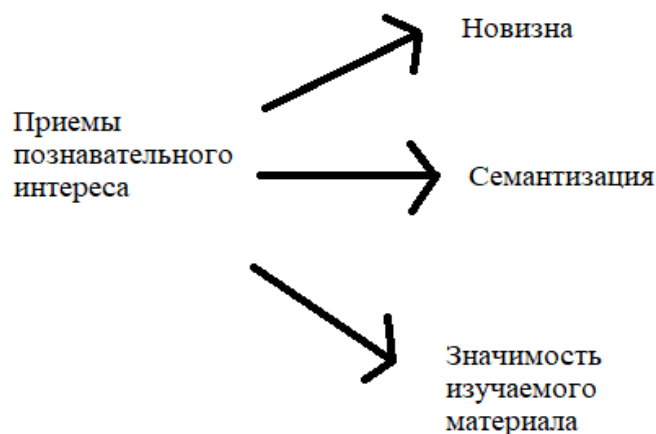 Приемы
познавательного
интереса
Новизна
Семантизация
Значимость
изучаемого
материала